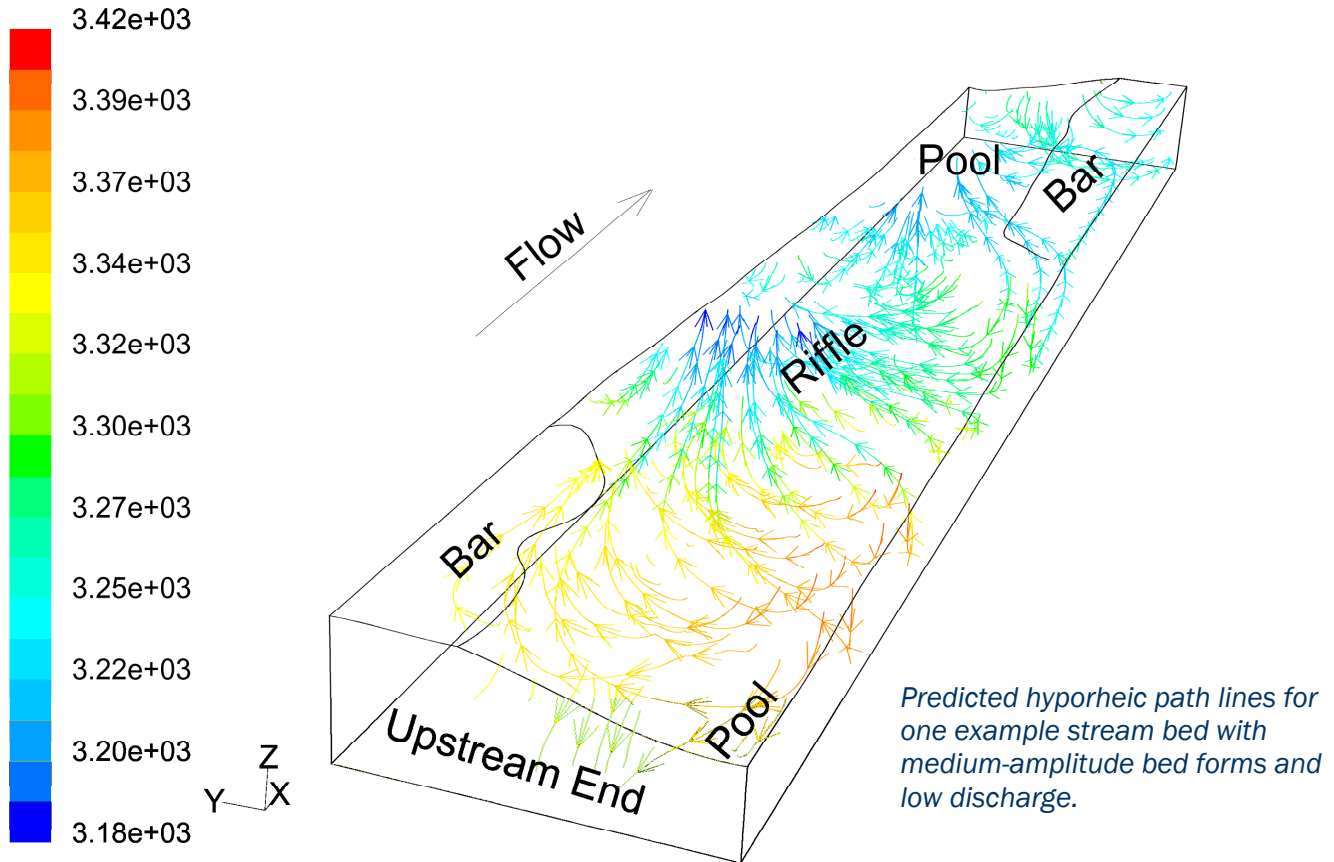 3.42e+03
3.39e+03
3.37e+03
3.34e+03
3.32e+03
3.30e+03
3.27e+03
3.25e+03
3.22e+03
3.20e+03
3.18e+03
Flow
Pool
Bar
Riffle
Bar
Pool
Upstream End
Z
Y
X
Predicted hyporheic path lines for
one example stream bed with
medium-amplitude bed forms and
low discharge.